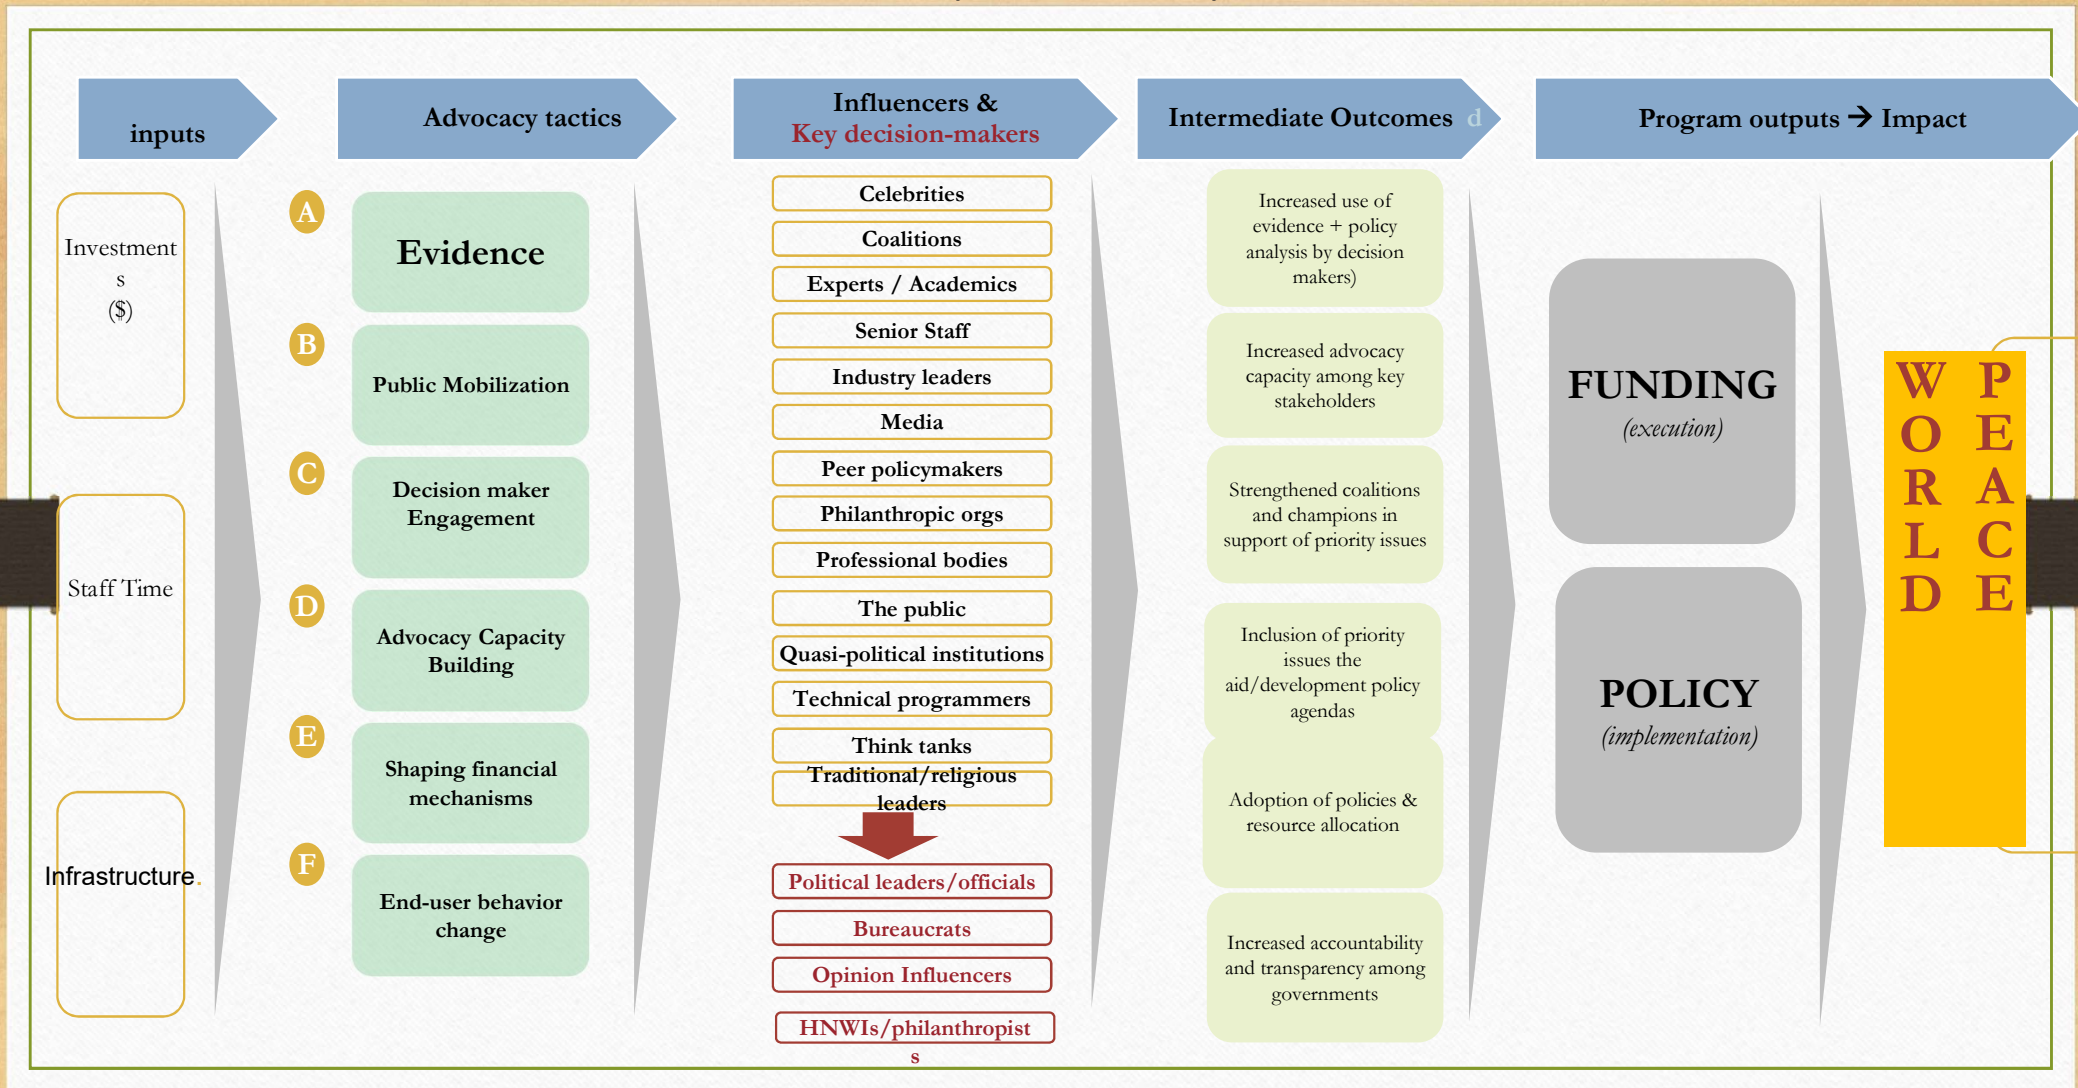 inputs
Advocacy tactics
Influencers &
Key decision-makers
Intermediate Outcomes d
Program outputs → Impact
Investment
s
($)
Staff Time
Infrastructure.
A
Evidence
B
Public Mobilization
C
Decision maker
Engagement
D
Advocacy Capacity
Building
E
Shaping financial
mechanisms
F
End-user behavior
change
Celebrities
Coalitions
Experts / Academics
Senior Staff
Industry leaders
Media
Peer policymakers
Philanthropic orgs
Professional bodies
The public
Quasi-political institutions
Technical programmers
Think tanks
Traditional/religious
leaders
Political leaders/officials
Bureaucrats
Opinion Influencers
HNWIs/philanthropist
s
Increased use of
evidence + policy
analysis by decision
makers)
Increased advocacy
capacity among key
stakeholders
Strengthened coalitions
and champions in
support of priority issues
Inclusion of priority
issues the
aid/development policy
agendas
Adoption of policies &
resource allocation
Increased accountability
and transparency among
governments
FUNDING
(execution)
POLICY
(implementation)
WORLD
PEACE